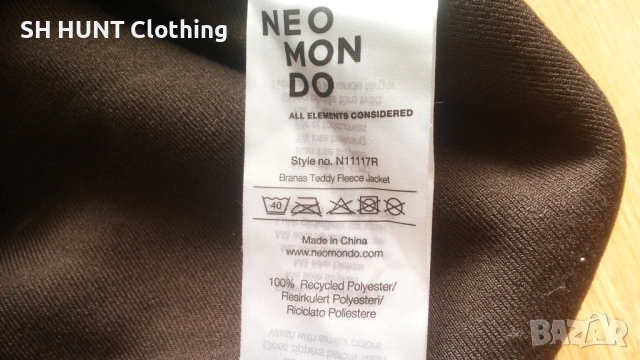 SH HUNT Clothing
NEO
MON
DO
ALL ELEMENTS CONSIDERED
Style no. N11117R
Branas Teddy Fleece Jacket
40
Made in China
www.neomondo.com
100% Recycled Polyester/
Resirkulert Polyesteri/
Riciclato Poliestere
BAZAR